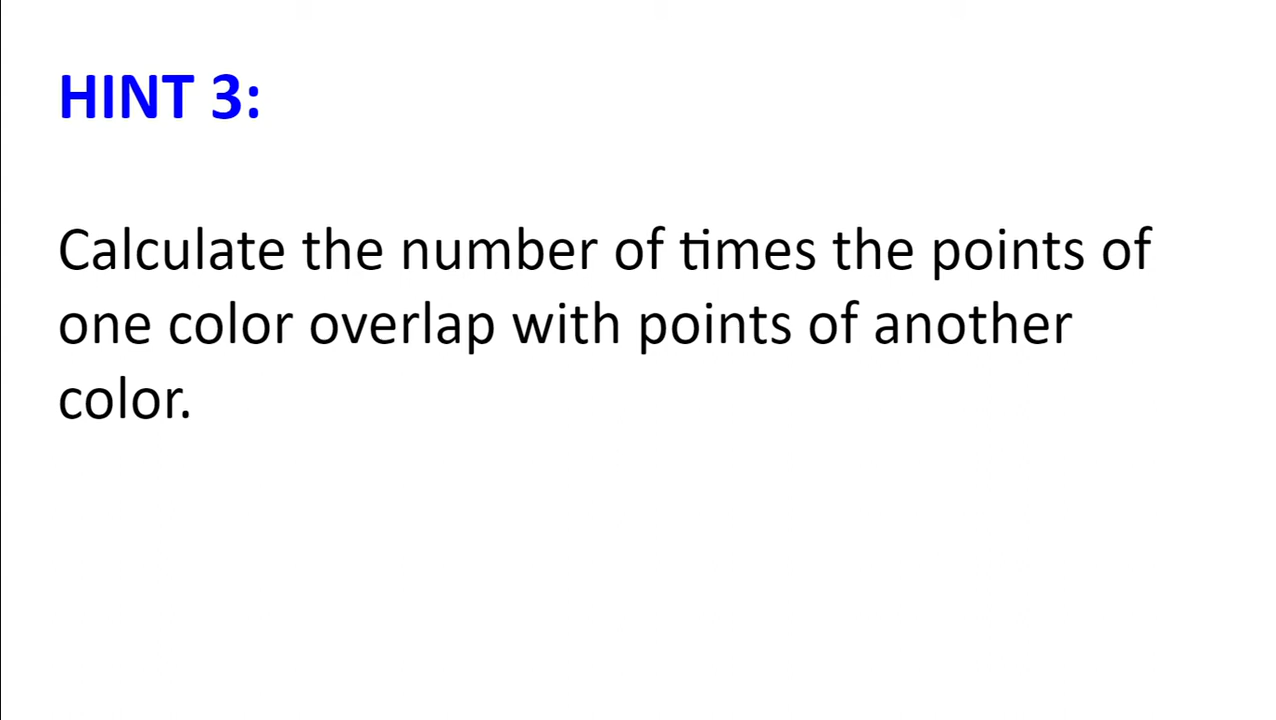 HINT 3:
Calculate the number of times the points of
one color overlap with points of another
color.